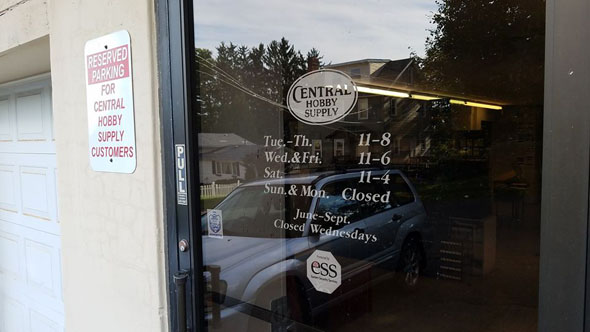 RESERVED
PARKING
FOR
CENTRAL
HOBBY
SUPPLY
CUSTOMERS
PULL
CENTRAL
HOBBY
SUPPLY
Tue.-Th. 11-8
Wed.&Fri. 11-6
Sat. 11-4
Sun.& Mon. Closed
June-Sept.
Closed Wednesdays
ess